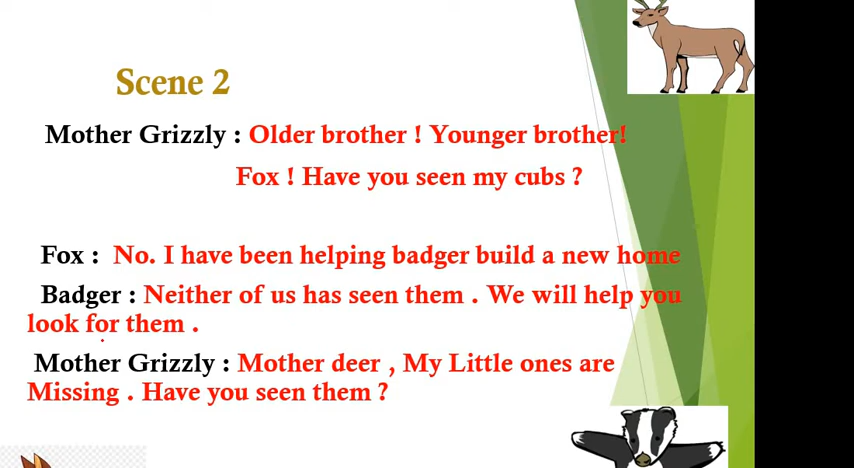 Scene 2
Mother Grizzly : Older brother ! Younger brother!
Fox ! Have you seen my cubs ?
Fox : No. I have been helping badger build a new home
Badger : Neither of us has seen them . We will help you
look for them .
Mother Grizzly : Mother deer , My Little ones are
Missing . Have you seen them ?